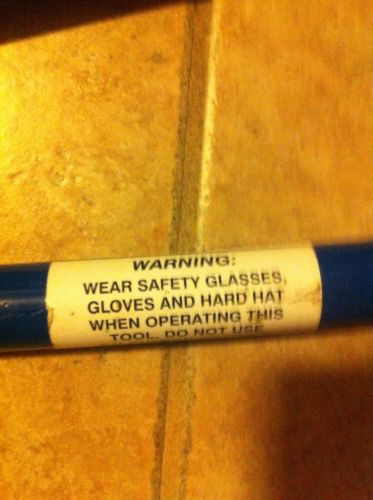 WARNING:
WEAR SAFETY GLASSES,
GLOVES AND HARD HAT
WHEN OPERATING THIS
TOOL. DO NOT USE